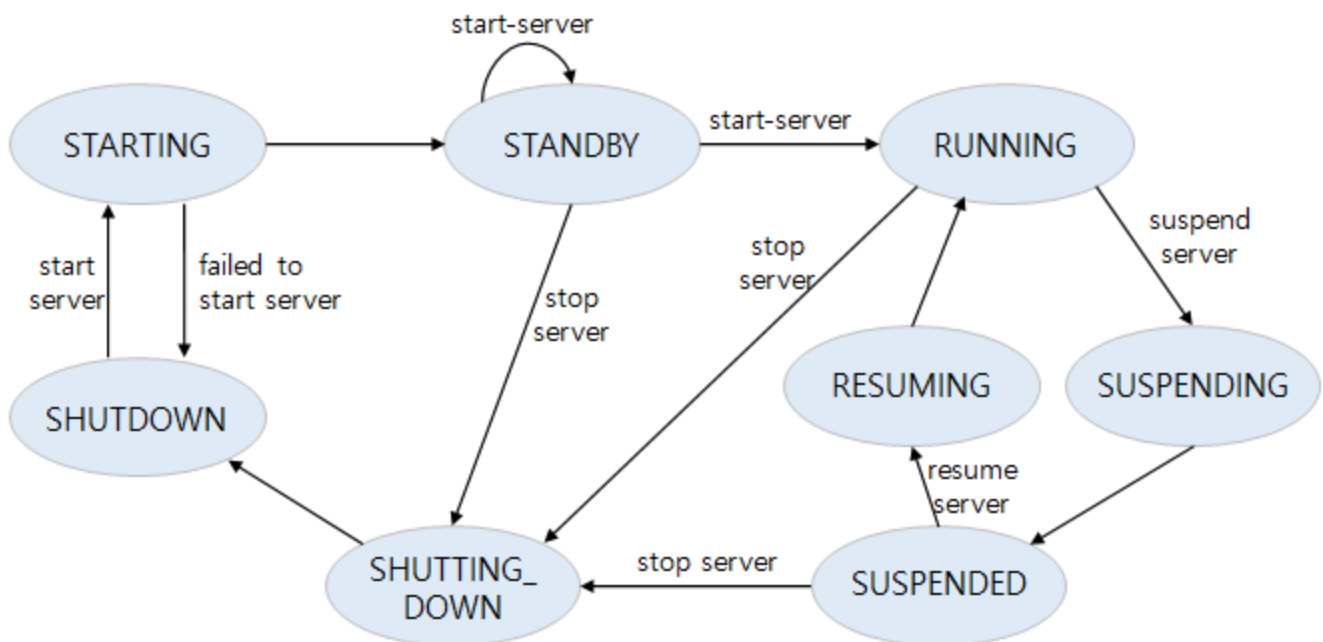 start-server
STARTING
STANDBY
start-server
RUNNING
start
server
failed to
start server
stop
server
stop
server
suspend
server
SHUTDOWN
RESUMING
SUSPENDING
resume
server
SHUTTING_
DOWN
stop server
SUSPENDED